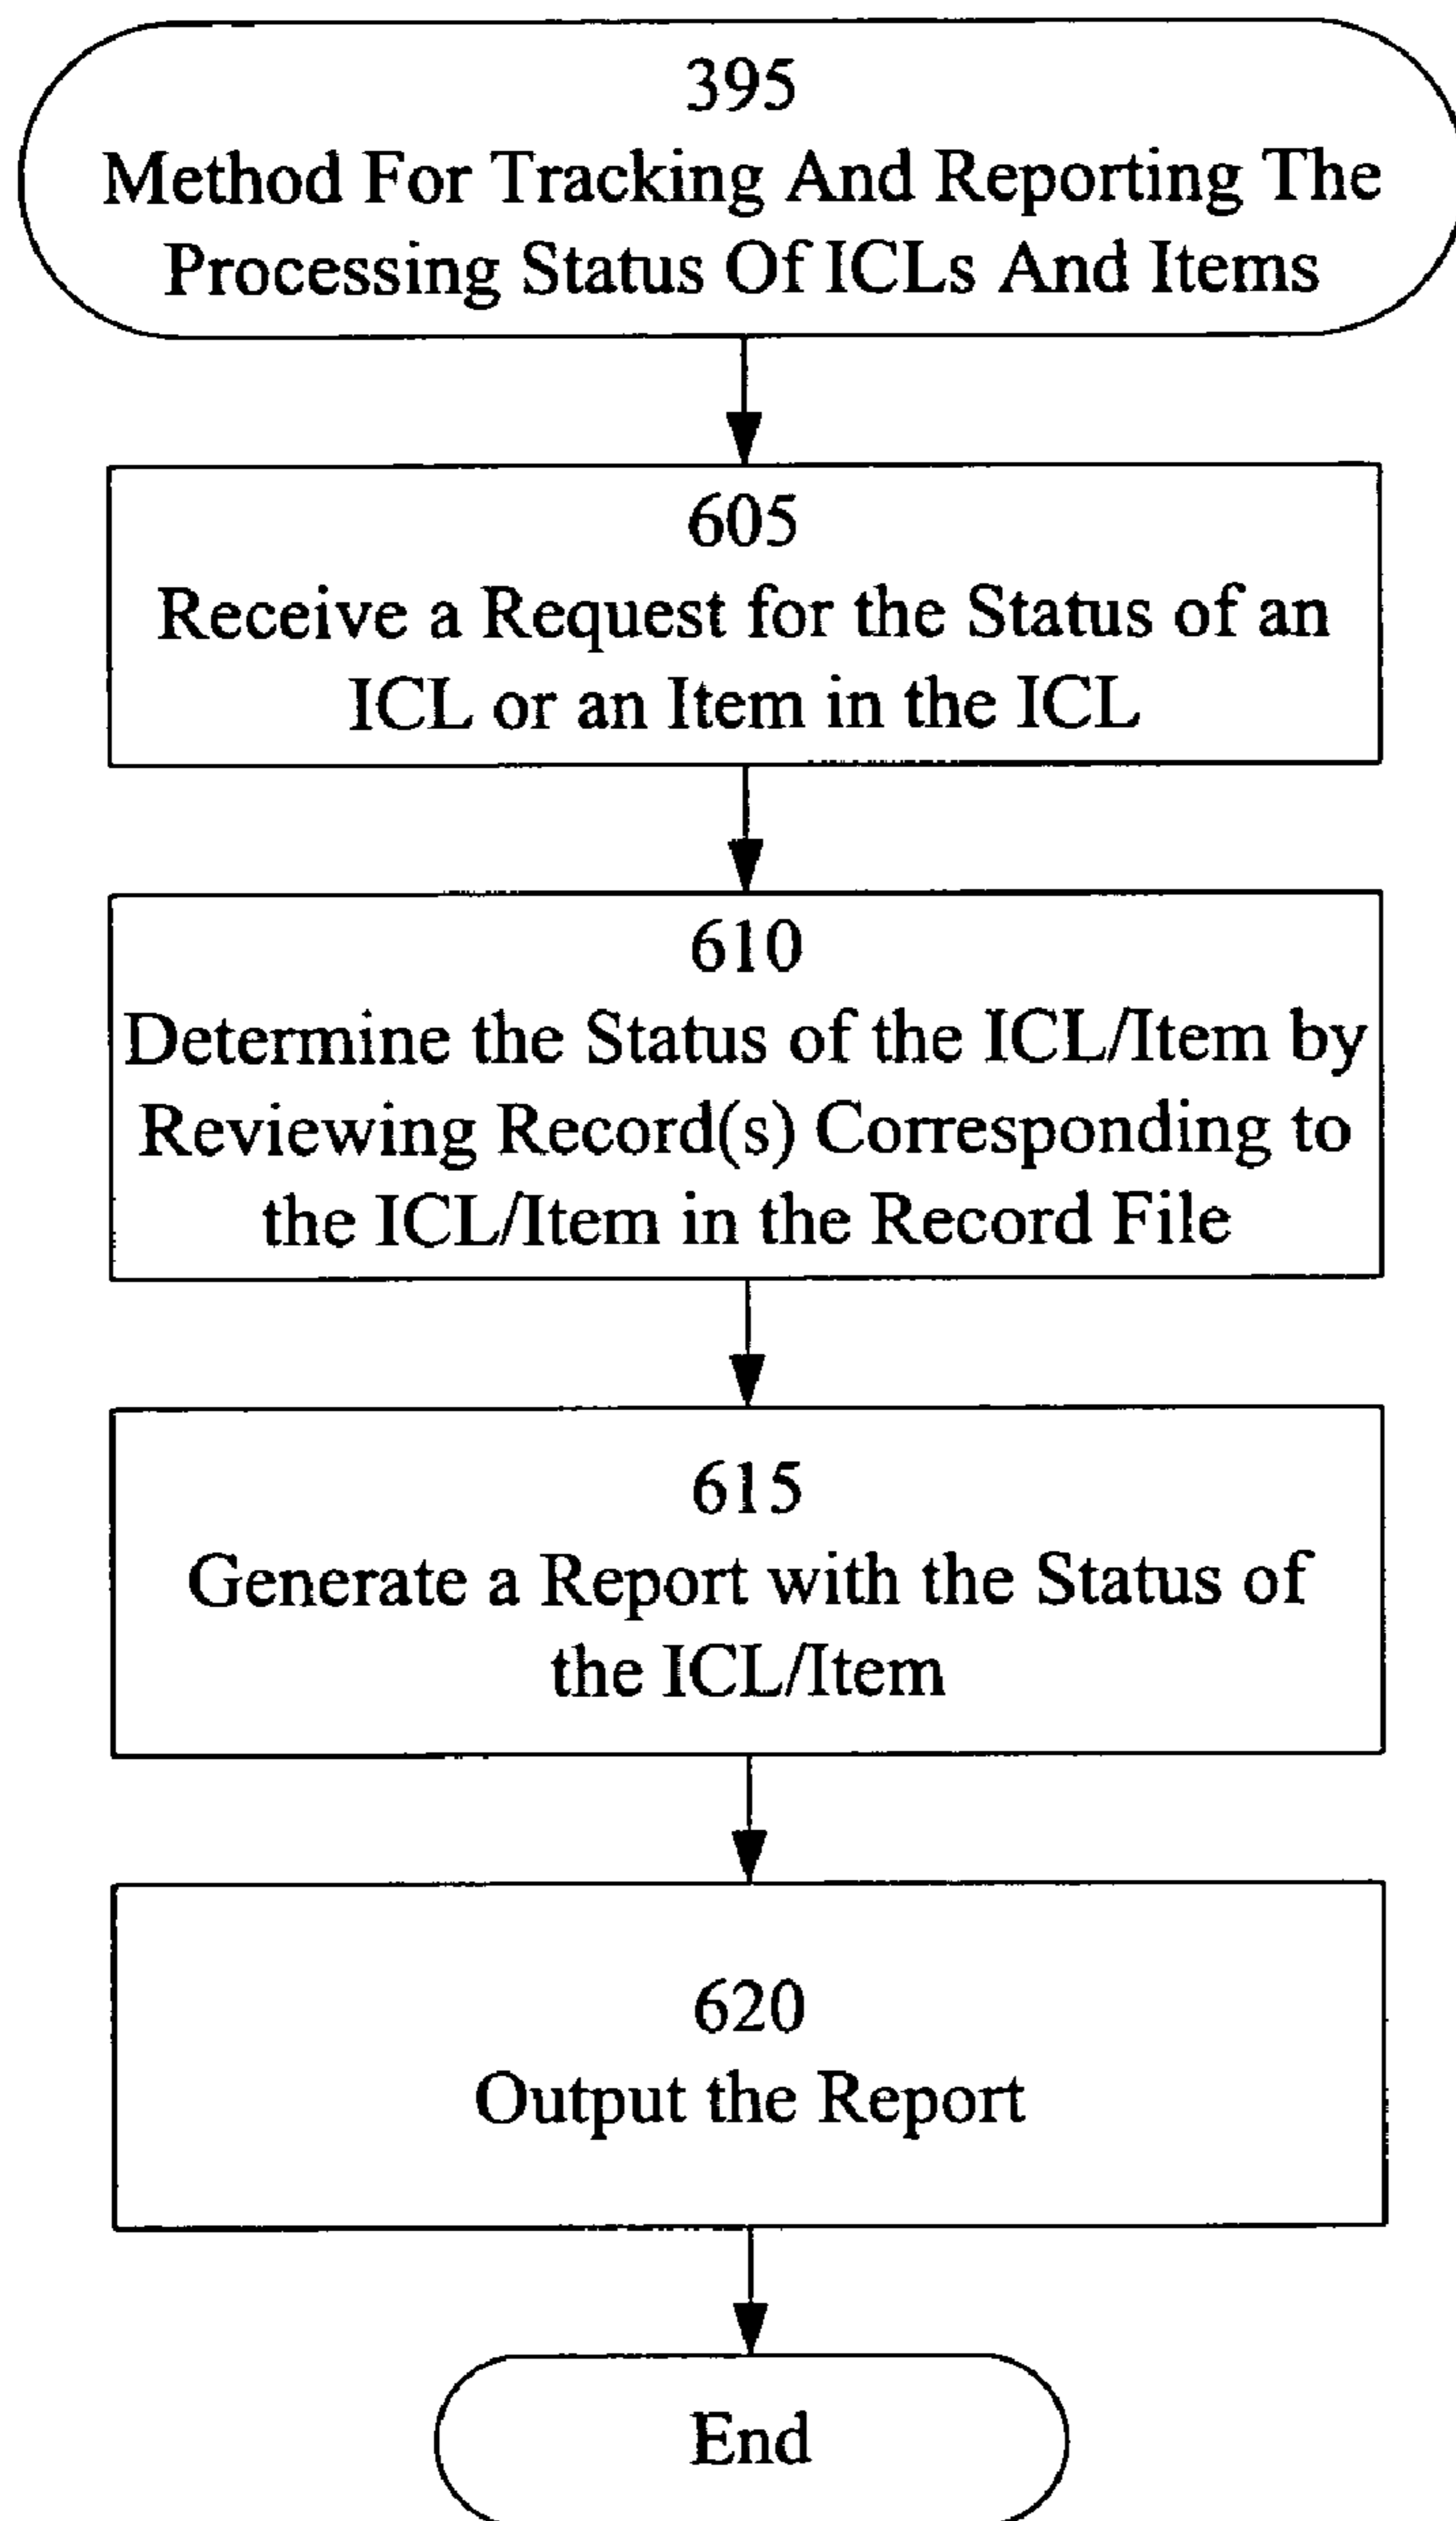 395
Method For Tracking And Reporting The
Processing Status Of ICLs And Items
605
Receive a Request for the Status of an
ICL or an Item in the ICL
610
Determine the Status of the ICL/Item by
Reviewing Record(s) Corresponding to
the ICL/Item in the Record File
615
Generate a Report with the Status of
the ICL/Item
620
Output the Report
End